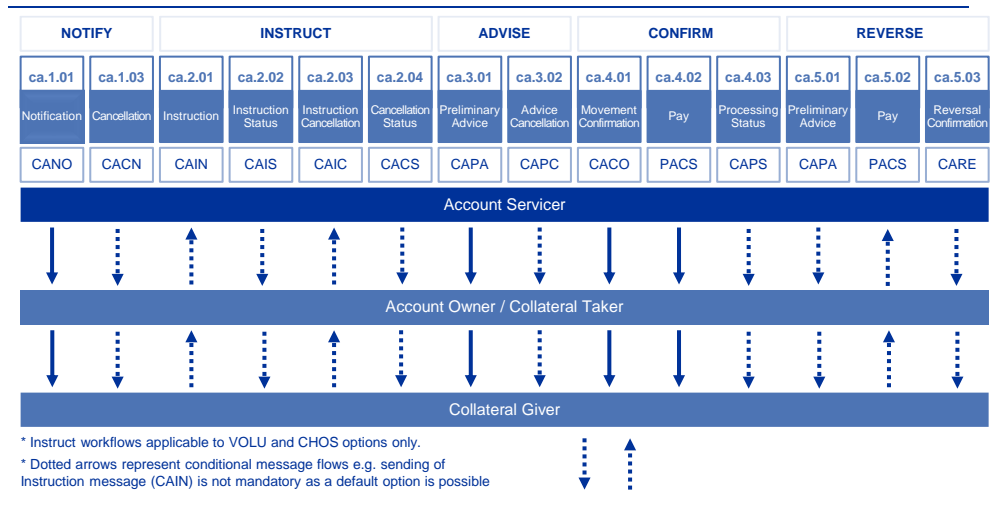 NOTIFY INSTRUCT ADVISE CONFIRM REVERSE
ca.1.01 ca.1.03 ca.2.01 ca.2.02 ca.2.03 ca.2.04 ca.3.01 ca.3.02 ca.4.01 ca.4.02 ca.4.03 ca.5.01 ca.5.02 ca.5.03
Notification Cancellation Instruction Instruction Status Instruction Cancellation Cancellation Status Preliminary Advice Advice Cancellation Movement Confirmation Pay Processing Status Preliminary Advice Pay Reversal Confirmation
CANO CACN CAIN CAIS CAIC CACS CAPA CAPC CACO PACS CAPS CAPA PACS CARE
Account Servicer
Account Owner / Collateral Taker
Collateral Giver
* Instruct workflows applicable to VOLU and CHOS options only.
* Dotted arrows represent conditional message flows e.g. sending of
Instruction message (CAIN) is not mandatory as a default option is possible